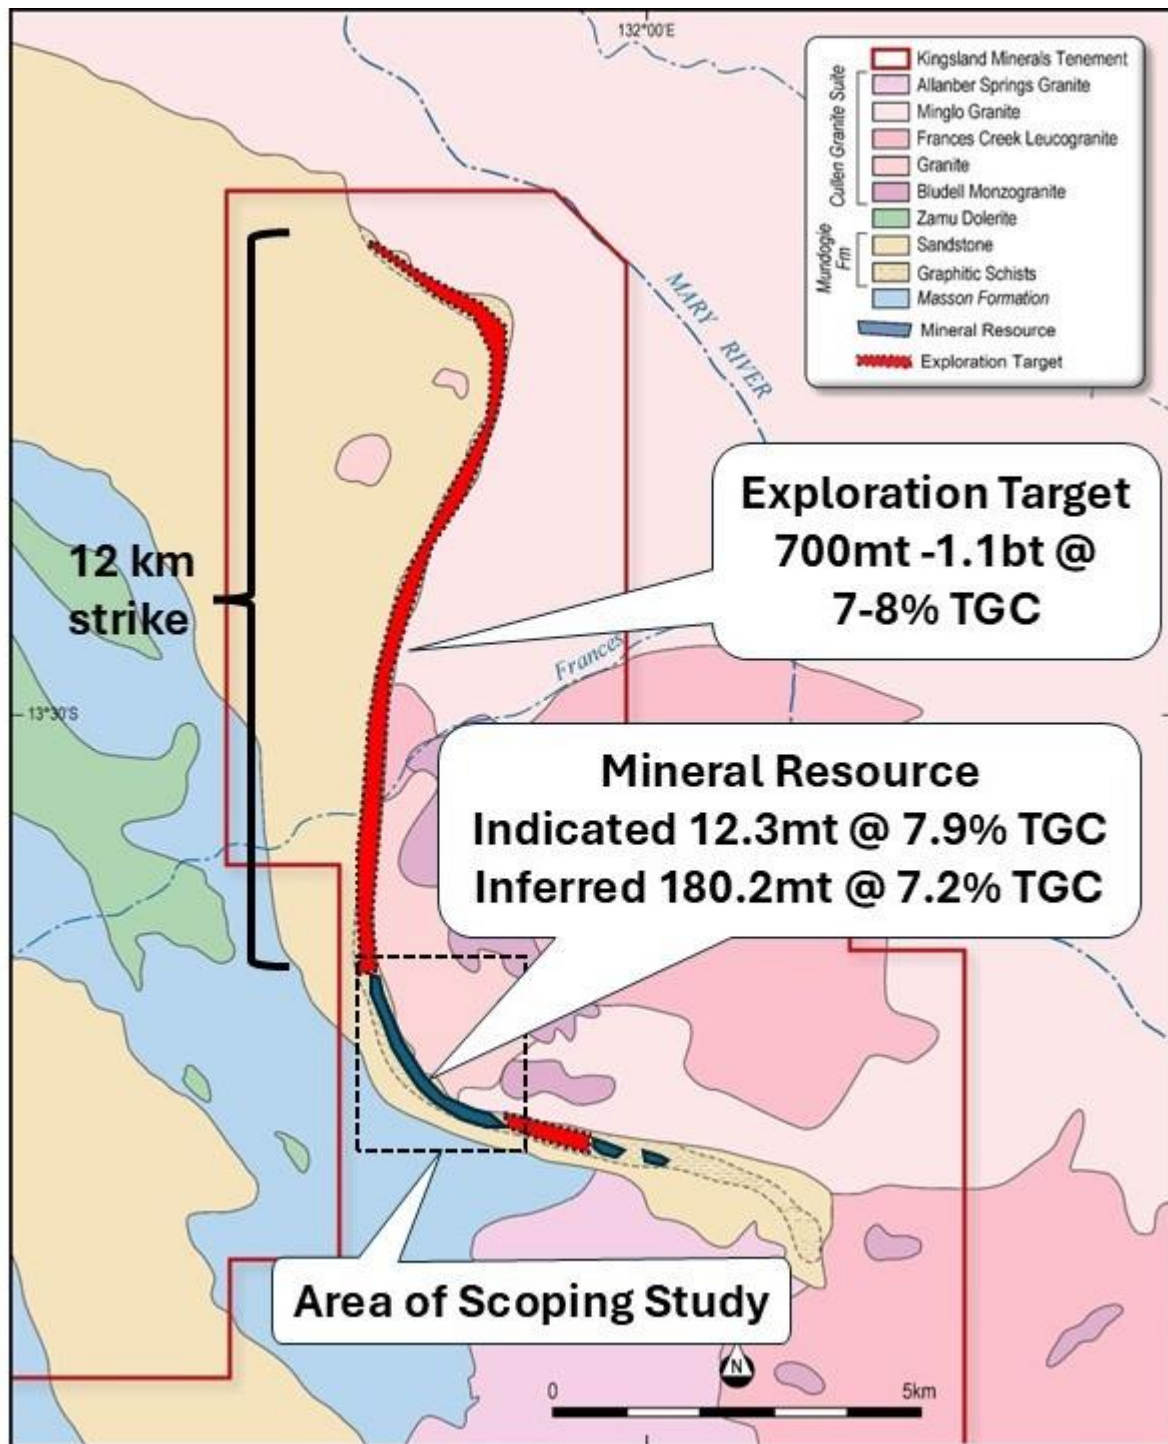 132°00'E
Kingsland Minerals Tenement
Cullen Granite Suite
Allanber Springs Granite
Minglo Granite
Frances Creek Leucogranite
Granite
Bludell Monzogranite
Zamu Dolerite
Mundogie
Fm
Sandstone
Graphitic Schists
Masson Formation
Mineral Resource
Exploration Target
MARY RIVER
Exploration Target
700mt -1.1bt @
7-8% TGC
12 km
strike
Frances
13°30'S
Mineral Resource
Indicated 12.3mt @ 7.9% TGC
Inferred 180.2mt @ 7.2% TGC
Area of Scoping Study
N
0
5km